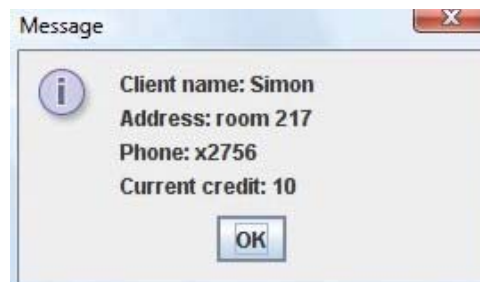 Message
Client name: Simon
Address: room 217
Phone: x2756
Current credit: 10
OK